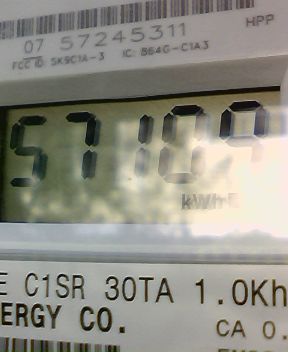 HPP
07 57245311
FCC ID: SK9C1A-3 IC: 864G-C1A3
57109
kWh
E C1SR 30TA 1.0Kh
ERGY CO.
CA 0.